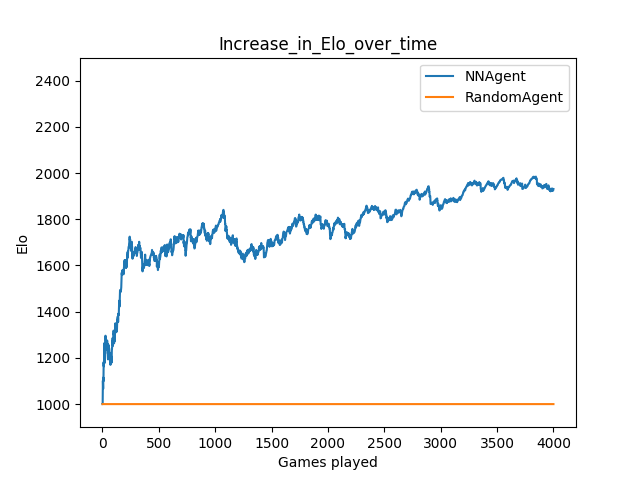 Increase_in_Elo_over_time
NNAgent
RandomAgent
2400
2200
2000
1800
1600
1400
1200
1000
Elo
0 500 1000 1500 2000 2500 3000 3500 4000
Games played